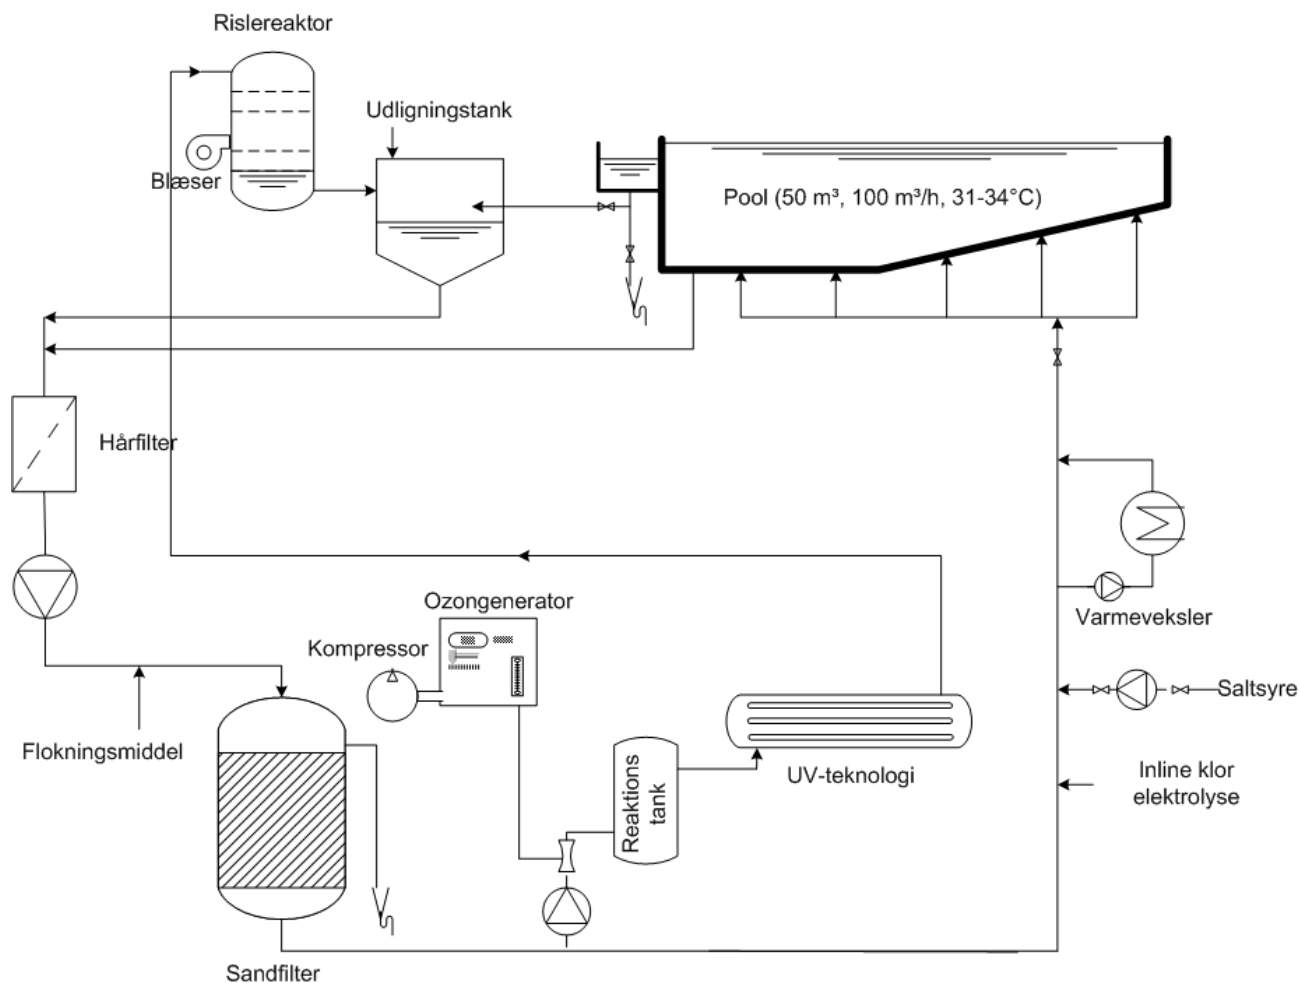 Rislereaktor
Udligningstank
Blæser
Pool (50 m³, 100 m³/h, 31-34°C)
Hårfilter
Ozongenerator
Varmeveksler
Kompressor
Saltsyre
Flokningsmiddel
Reaktions
tank
UV-teknologi
Inline klor
elektrolyse
Sandfilter